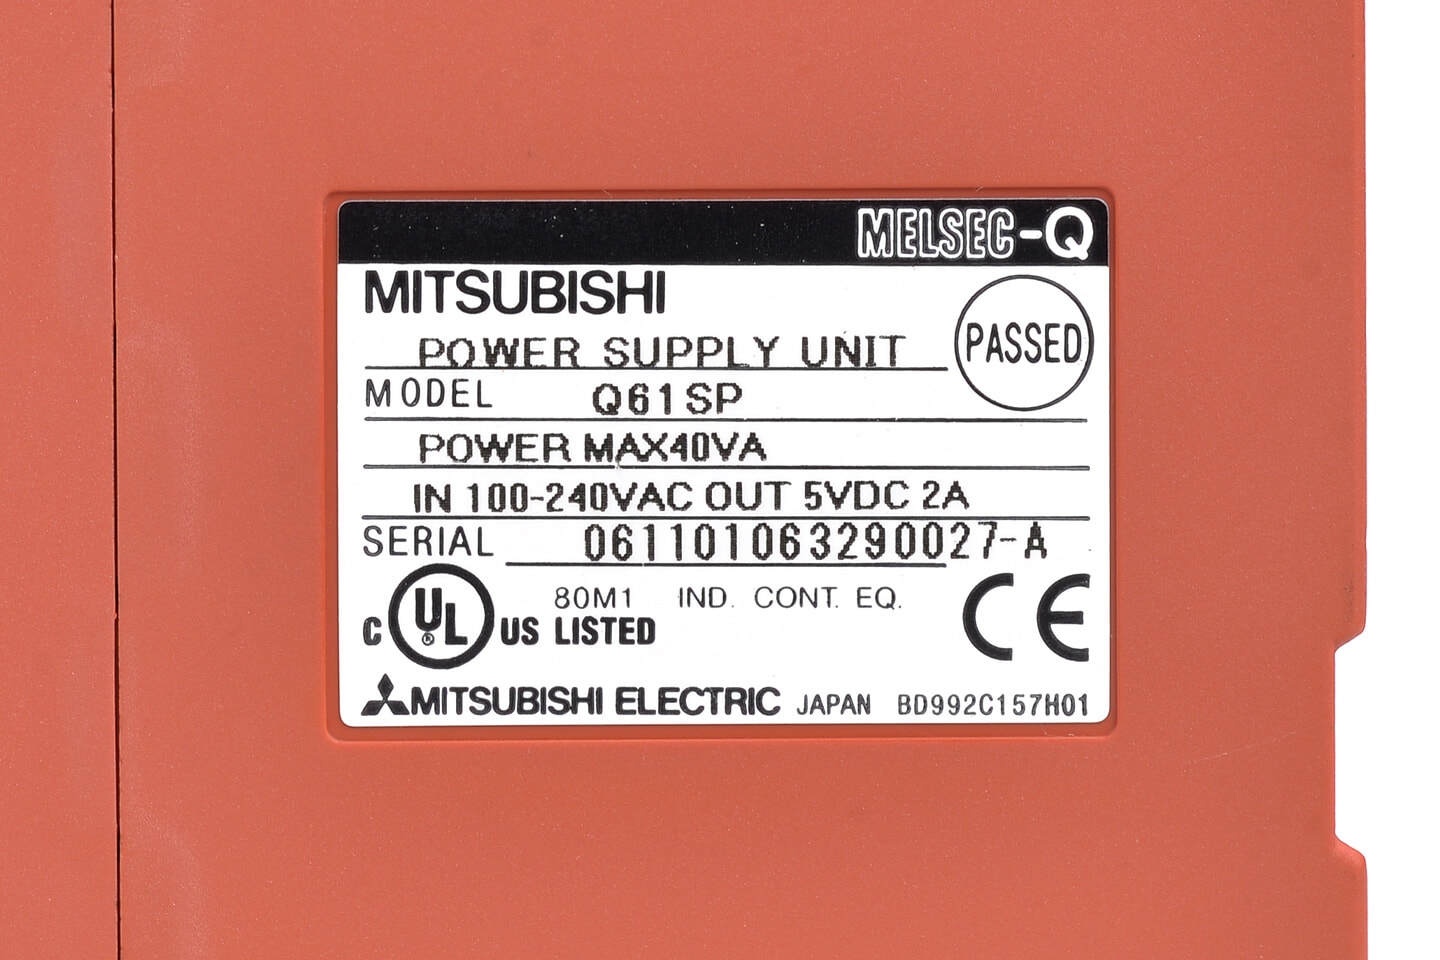 MELSEC-Q
MITSUBISHI
POWER SUPPLY UNIT
PASSED
MODEL Q61SP
POWER MAX40VA
IN 100-240VAC OUT 5VDC 2A
SERIAL 061101063290027-A
80M1 IND. CONT. EQ.
C UL® US LISTED
CE
MITSUBISHI ELECTRIC JAPAN BD992C157H01